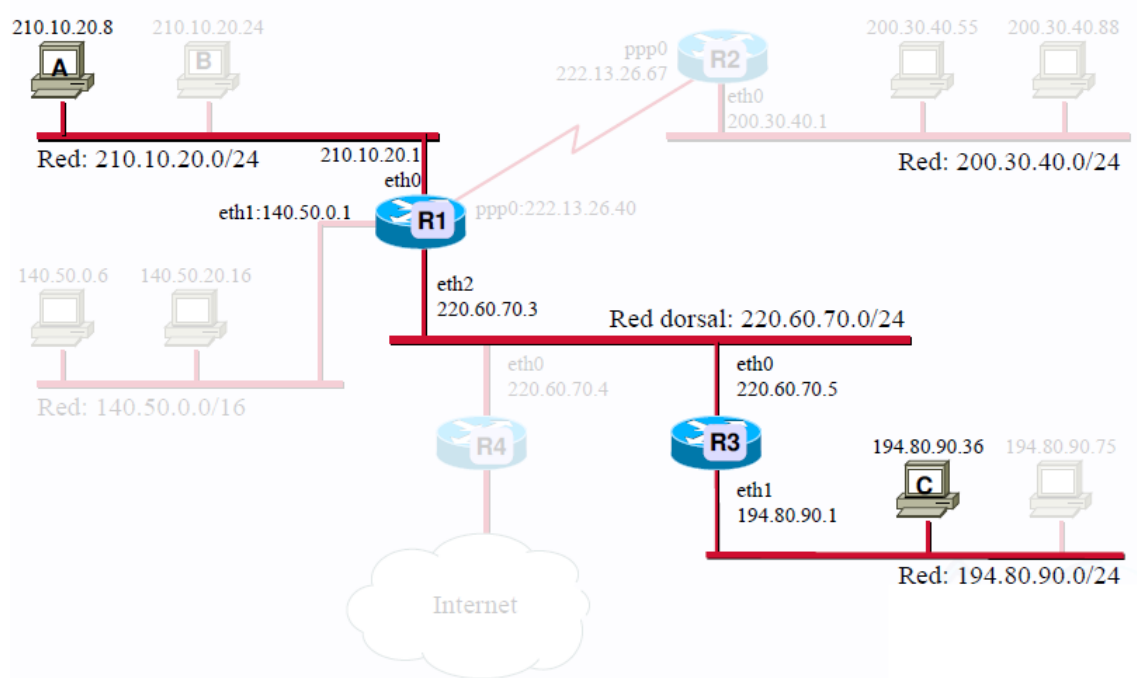 210.10.20.8
210.10.20.24
A
B
Red: 210.10.20.0/24
210.10.20.1
eth0
ppp0
222.13.26.67
R2
eth0
200.30.40.1
200.30.40.55
200.30.40.88
Red: 200.30.40.0/24
eth1:140.50.0.1
R1
ppp0:222.13.26.40
140.50.0.6
140.50.20.16
Red: 140.50.0.0/16
eth2
220.60.70.3
Red dorsal: 220.60.70.0/24
eth0
220.60.70.4
R4
Internet
eth0
220.60.70.5
R3
eth1
194.80.90.1
194.80.90.36
194.80.90.75
C
Red: 194.80.90.0/24